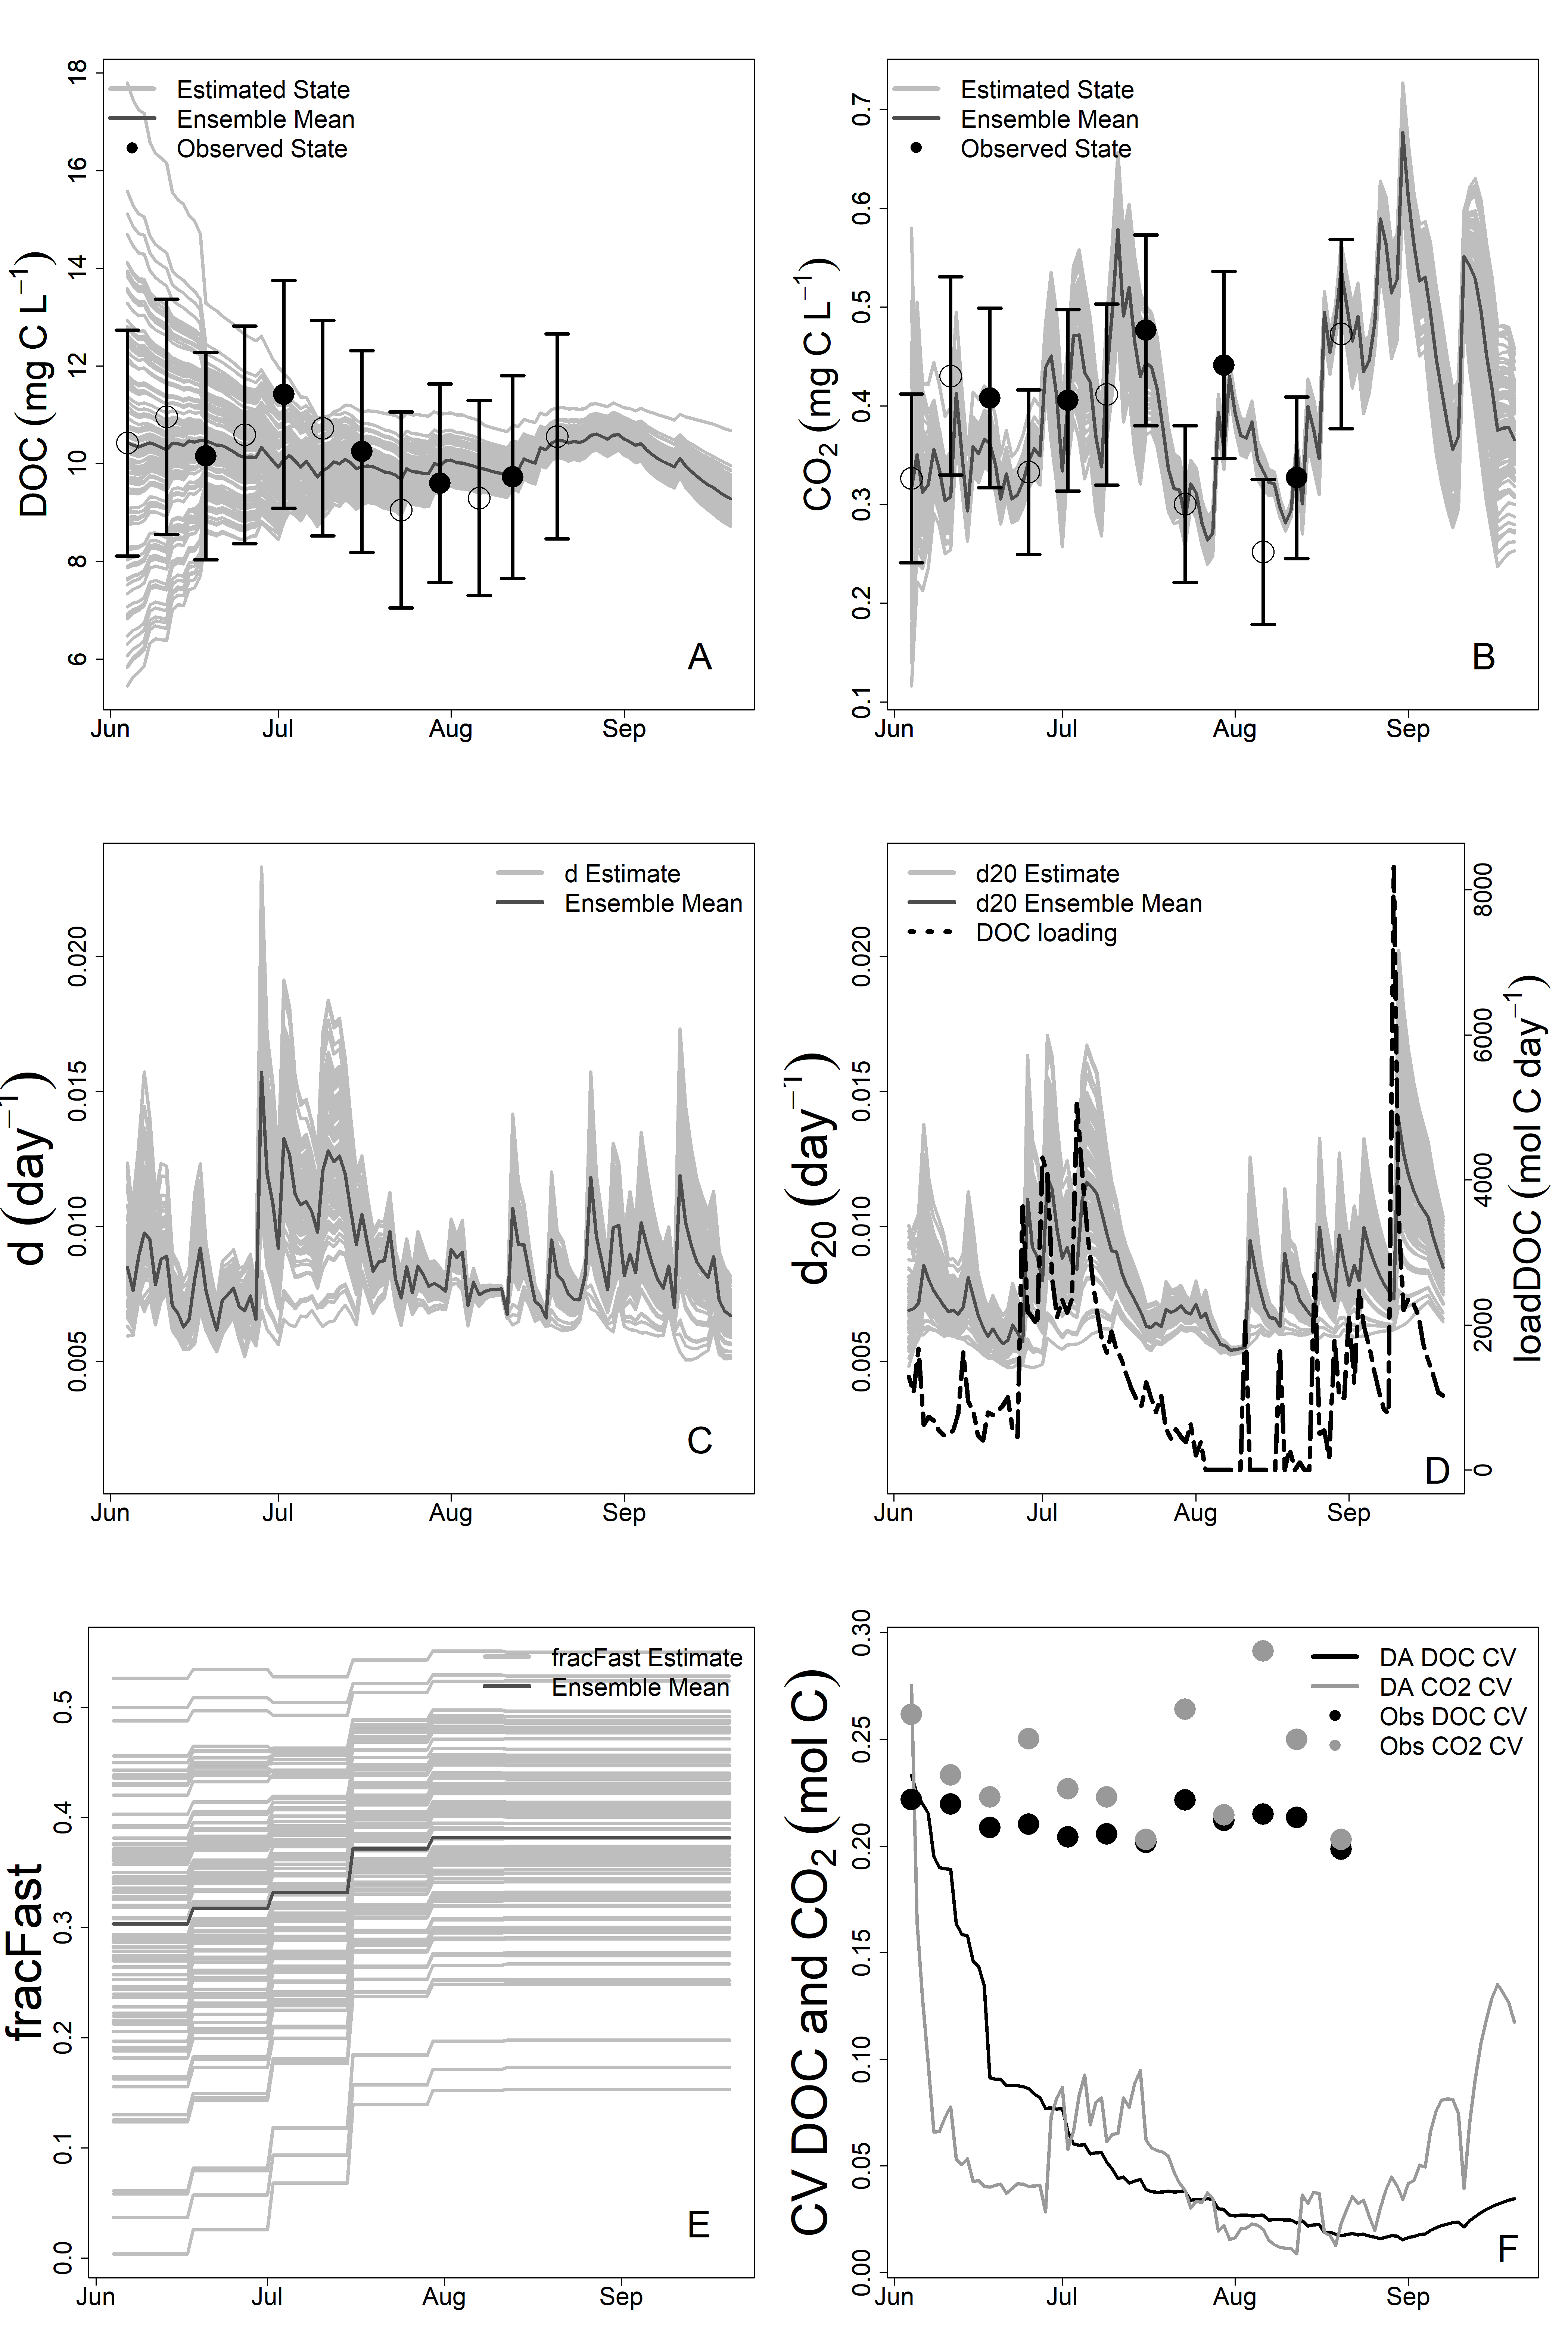 Estimated State
Ensemble Mean
Observed State
DOC (mg C L⁻¹)
18
16
14
12
10
8
6
A
Jun Jul Aug Sep
Estimated State
Ensemble Mean
Observed State
CO₂ (mg C L⁻¹)
0.7
0.6
0.5
0.4
0.3
0.2
0.1
B
Jun Jul Aug Sep
d Estimate
Ensemble Mean
d (day⁻¹)
0.020
0.015
0.010
0.005
C
Jun Jul Aug Sep
d20 Estimate
d20 Ensemble Mean
DOC loading
d₂₀ (day⁻¹)
0.020
0.015
0.010
0.005
loadDOC (mol C day⁻¹)
8000
6000
4000
2000
0
D
Jun Jul Aug Sep
fracFast Estimate
Ensemble Mean
fracFast
0.5
0.4
0.3
0.2
0.1
0.0
E
Jun Jul Aug Sep
DA DOC CV
DA CO2 CV
Obs DOC CV
Obs CO2 CV
CV DOC and CO₂ (mol C)
0.30
0.25
0.20
0.15
0.10
0.05
0.00
F
Jun Jul Aug Sep